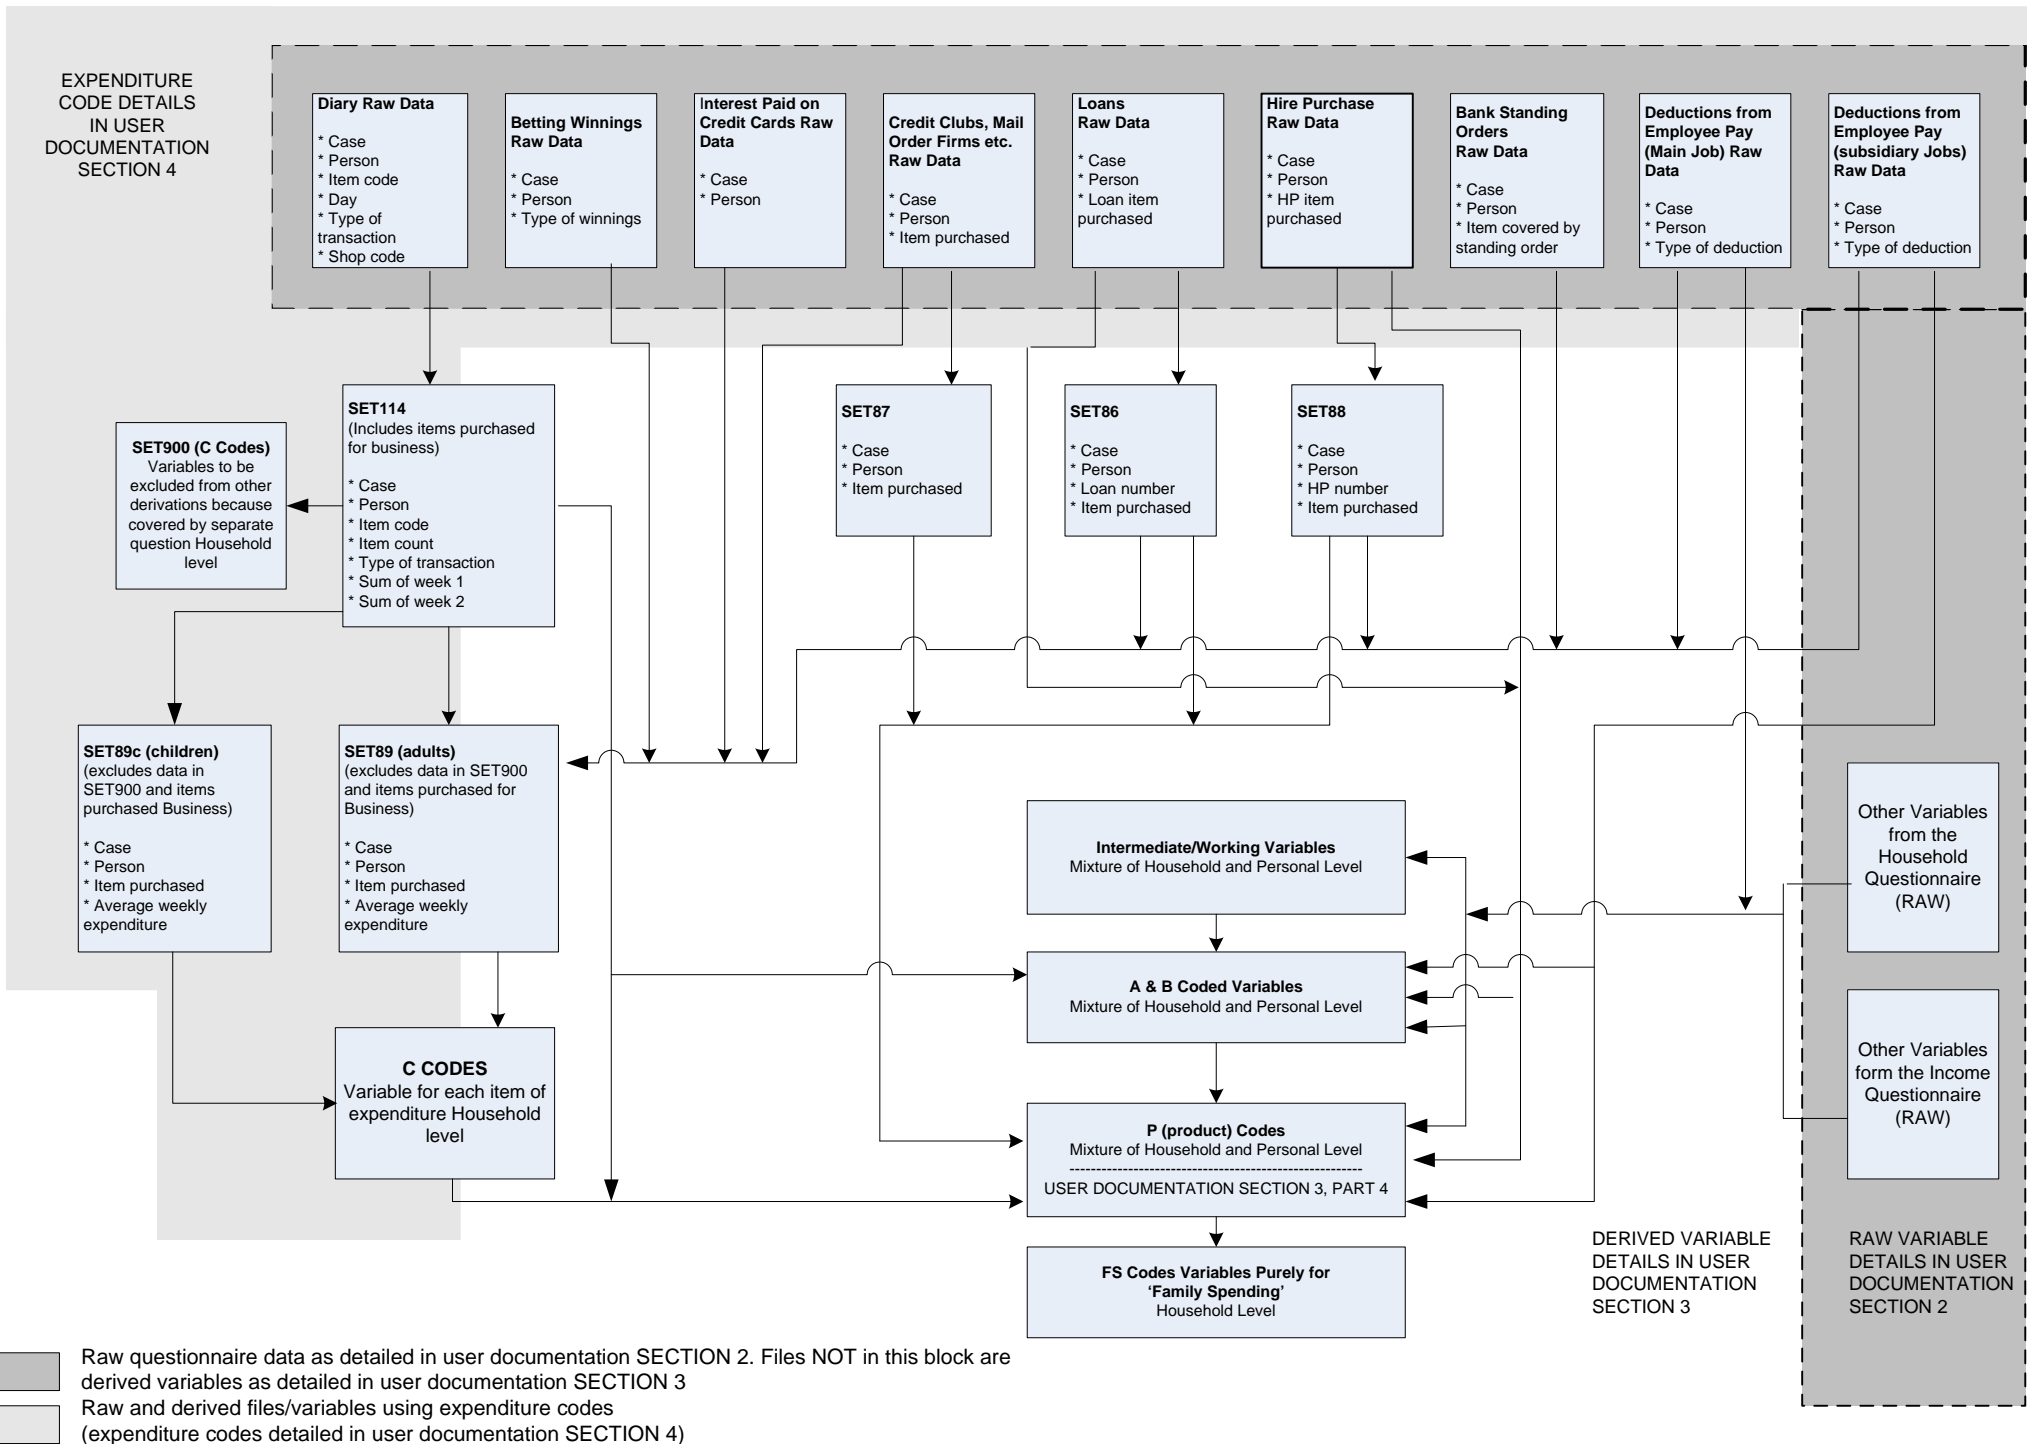 EXPENDITURE
CODE DETAILS
IN USER
DOCUMENTATION
SECTION 4
Diary Raw Data
* Case
* Person
* Item code
* Day
* Type of
transaction
* Shop code
Betting Winnings
Raw Data
* Case
* Person
* Type of winnings
Interest Paid on
Credit Cards Raw
Data
* Case
* Person
Credit Clubs, Mail
Order Firms etc.
Raw Data
* Case
* Person
* Item purchased
Loans
Raw Data
* Case
* Person
* Loan item
purchased
Hire Purchase
Raw Data
* Case
* Person
* HP item
purchased
Bank Standing
Orders
Raw Data
* Case
* Person
* Item covered by
standing order
Deductions from
Employee Pay
(Main Job) Raw
Data
* Case
* Person
* Type of deduction
Deductions from
Employee Pay
(subsidiary Jobs)
Raw Data
* Case
* Person
* Type of deduction
SET900 (C Codes)
Variables to be
excluded from other
derivations because
covered by separate
question Household
level
SET114
(Includes items purchased
for business)
* Case
* Person
* Item code
* Item count
* Type of transaction
* Sum of week 1
* Sum of week 2
SET87
* Case
* Person
* Item purchased
SET86
* Case
* Person
* Loan number
* Item purchased
SET88
* Case
* Person
* HP number
* Item purchased
SET89c (children)
(excludes data in
SET900 and items
purchased Business)
* Case
* Person
* Item purchased
* Average weekly
expenditure
SET89 (adults)
(excludes data in SET900
and items purchased for
Business)
* Case
* Person
* Item purchased
* Average weekly
expenditure
Intermediate/Working Variables
Mixture of Household and Personal Level
Other Variables
from the
Household
Questionnaire
(RAW)
A & B Coded Variables
Mixture of Household and Personal Level
C CODES
Variable for each item of
expenditure Household
level
Other Variables
form the Income
Questionnaire
(RAW)
P (product) Codes
Mixture of Household and Personal Level
--------------------------------------------------------
USER DOCUMENTATION SECTION 3, PART 4
FS Codes Variables Purely for
‘Family Spending’
Household Level
DERIVED VARIABLE
DETAILS IN USER
DOCUMENTATION
SECTION 3
RAW VARIABLE
DETAILS IN USER
DOCUMENTATION
SECTION 2
Raw questionnaire data as detailed in user documentation SECTION 2. Files NOT in this block are
derived variables as detailed in user documentation SECTION 3
Raw and derived files/variables using expenditure codes
(expenditure codes detailed in user documentation SECTION 4)